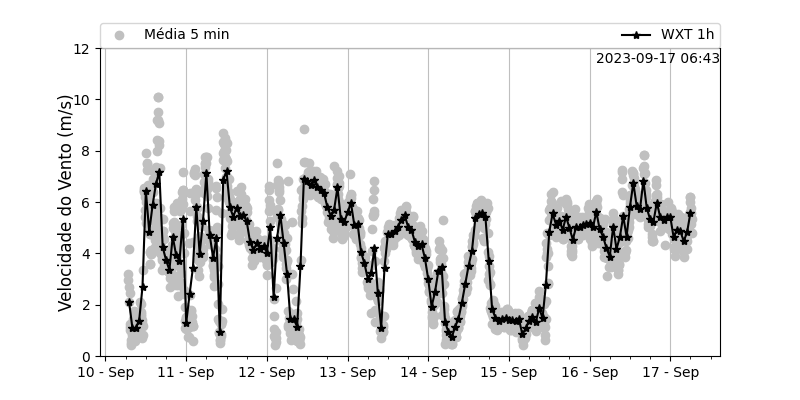 Média 5 min
WXT 1h
2023-09-17 06:43
Velocidade do Vento (m/s)
12
10
8
6
4
2
0
10 - Sep
11 - Sep
12 - Sep
13 - Sep
14 - Sep
15 - Sep
16 - Sep
17 - Sep